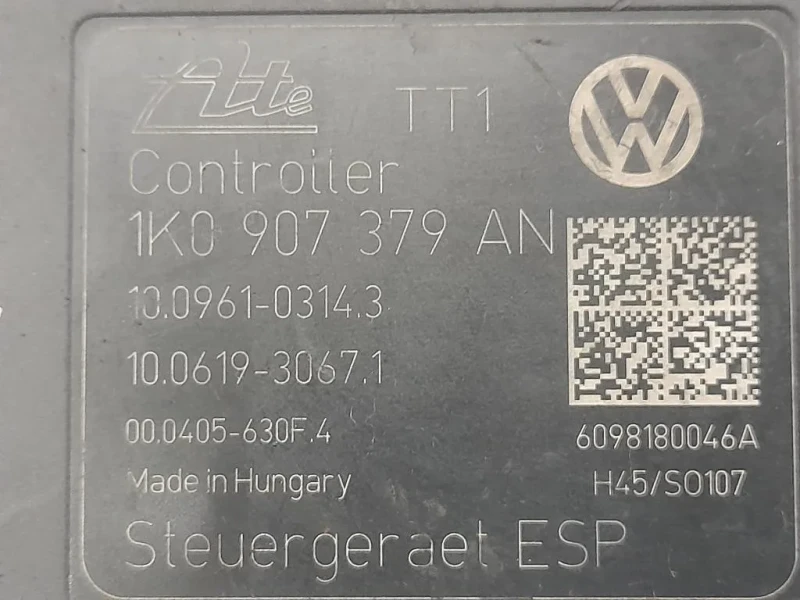 Ate TT1
Controller
1K0 907 379 AN
10.0961-0314.3
10.0619-3067.1
00.0405-630F.4
6098180046A
Made in Hungary
H45/SO107
Steuergeraet ESP